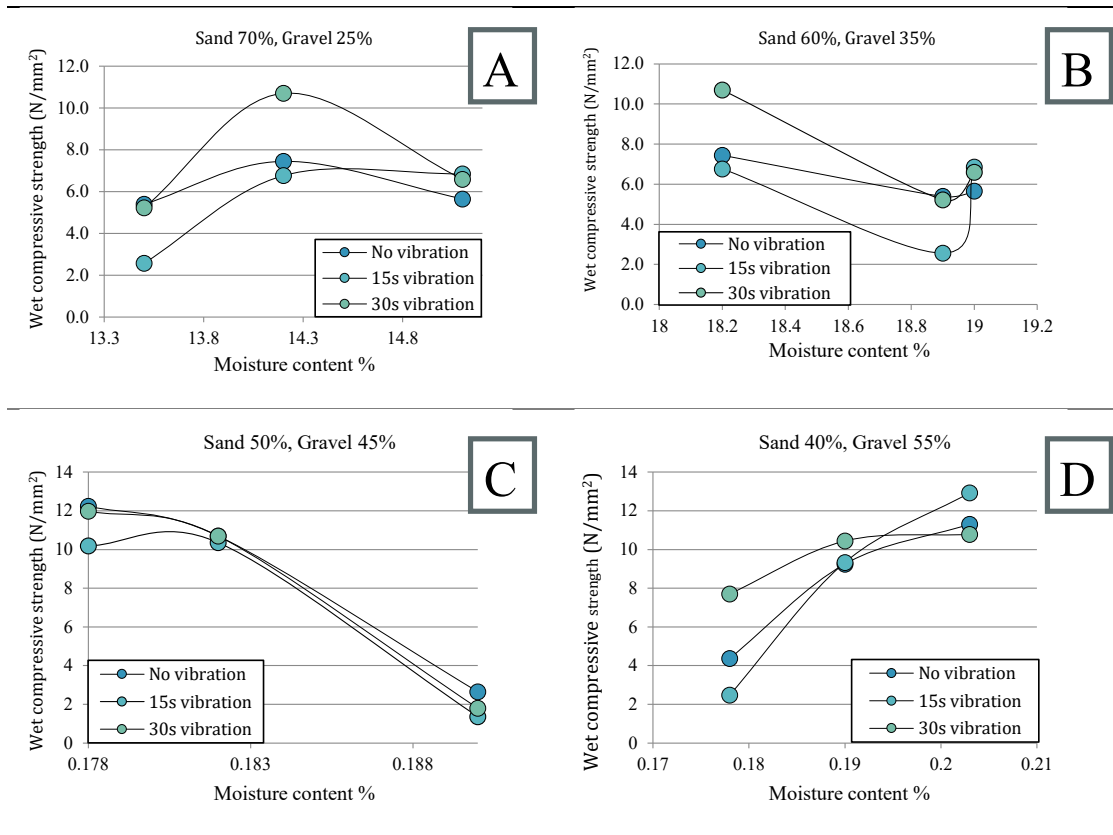 Sand 70%, Gravel 25%
A
Wet compressive strength (N/mm²)
12.0
10.0
8.0
6.0
4.0
2.0
0.0
No vibration
15s vibration
30s vibration
13.3 13.8 14.3 14.8
Moisture content %
Sand 60%, Gravel 35%
B
Wet compressive strength (N/mm²)
12.0
10.0
8.0
6.0
4.0
2.0
0.0
No vibration
15s vibration
30s vibration
18 18.2 18.4 18.6 18.8 19 19.2
Moisture content %
Sand 50%, Gravel 45%
C
Wet compressive strength (N/mm²)
14
12
10
8
6
4
2
0
No vibration
15s vibration
30s vibration
0.178 0.183 0.188
Moisture content %
Sand 40%, Gravel 55%
D
Wet compressive strength (N/mm²)
14
12
10
8
6
4
2
0
No vibration
15s vibration
30s vibration
0.17 0.18 0.19 0.2 0.21
Moisture content %